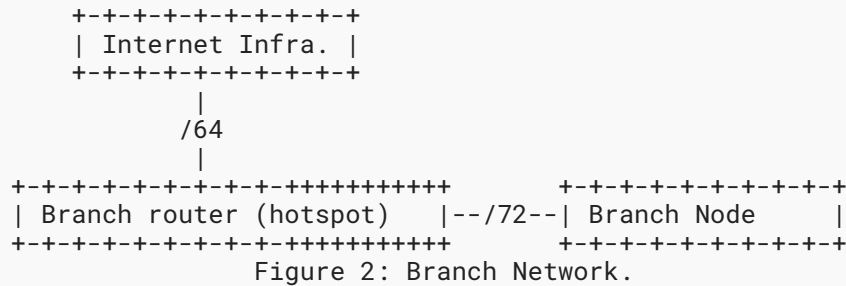 +-+-+-+-+-+-+-+-+-+
| Internet Infra. |
+-+-+-+-+-+-+-+-+-+
|
/64
|
+-+-+-+-+-+-+-+-+-+-+++++++++++ +-+-+-+-+-+-+-+-+-+
| Branch router (hotspot) |--/72--| Branch Node |
+-+-+-+-+-+-+-+-+-+-+++++++++++ +-+-+-+-+-+-+-+-+-+
Figure 2: Branch Network.